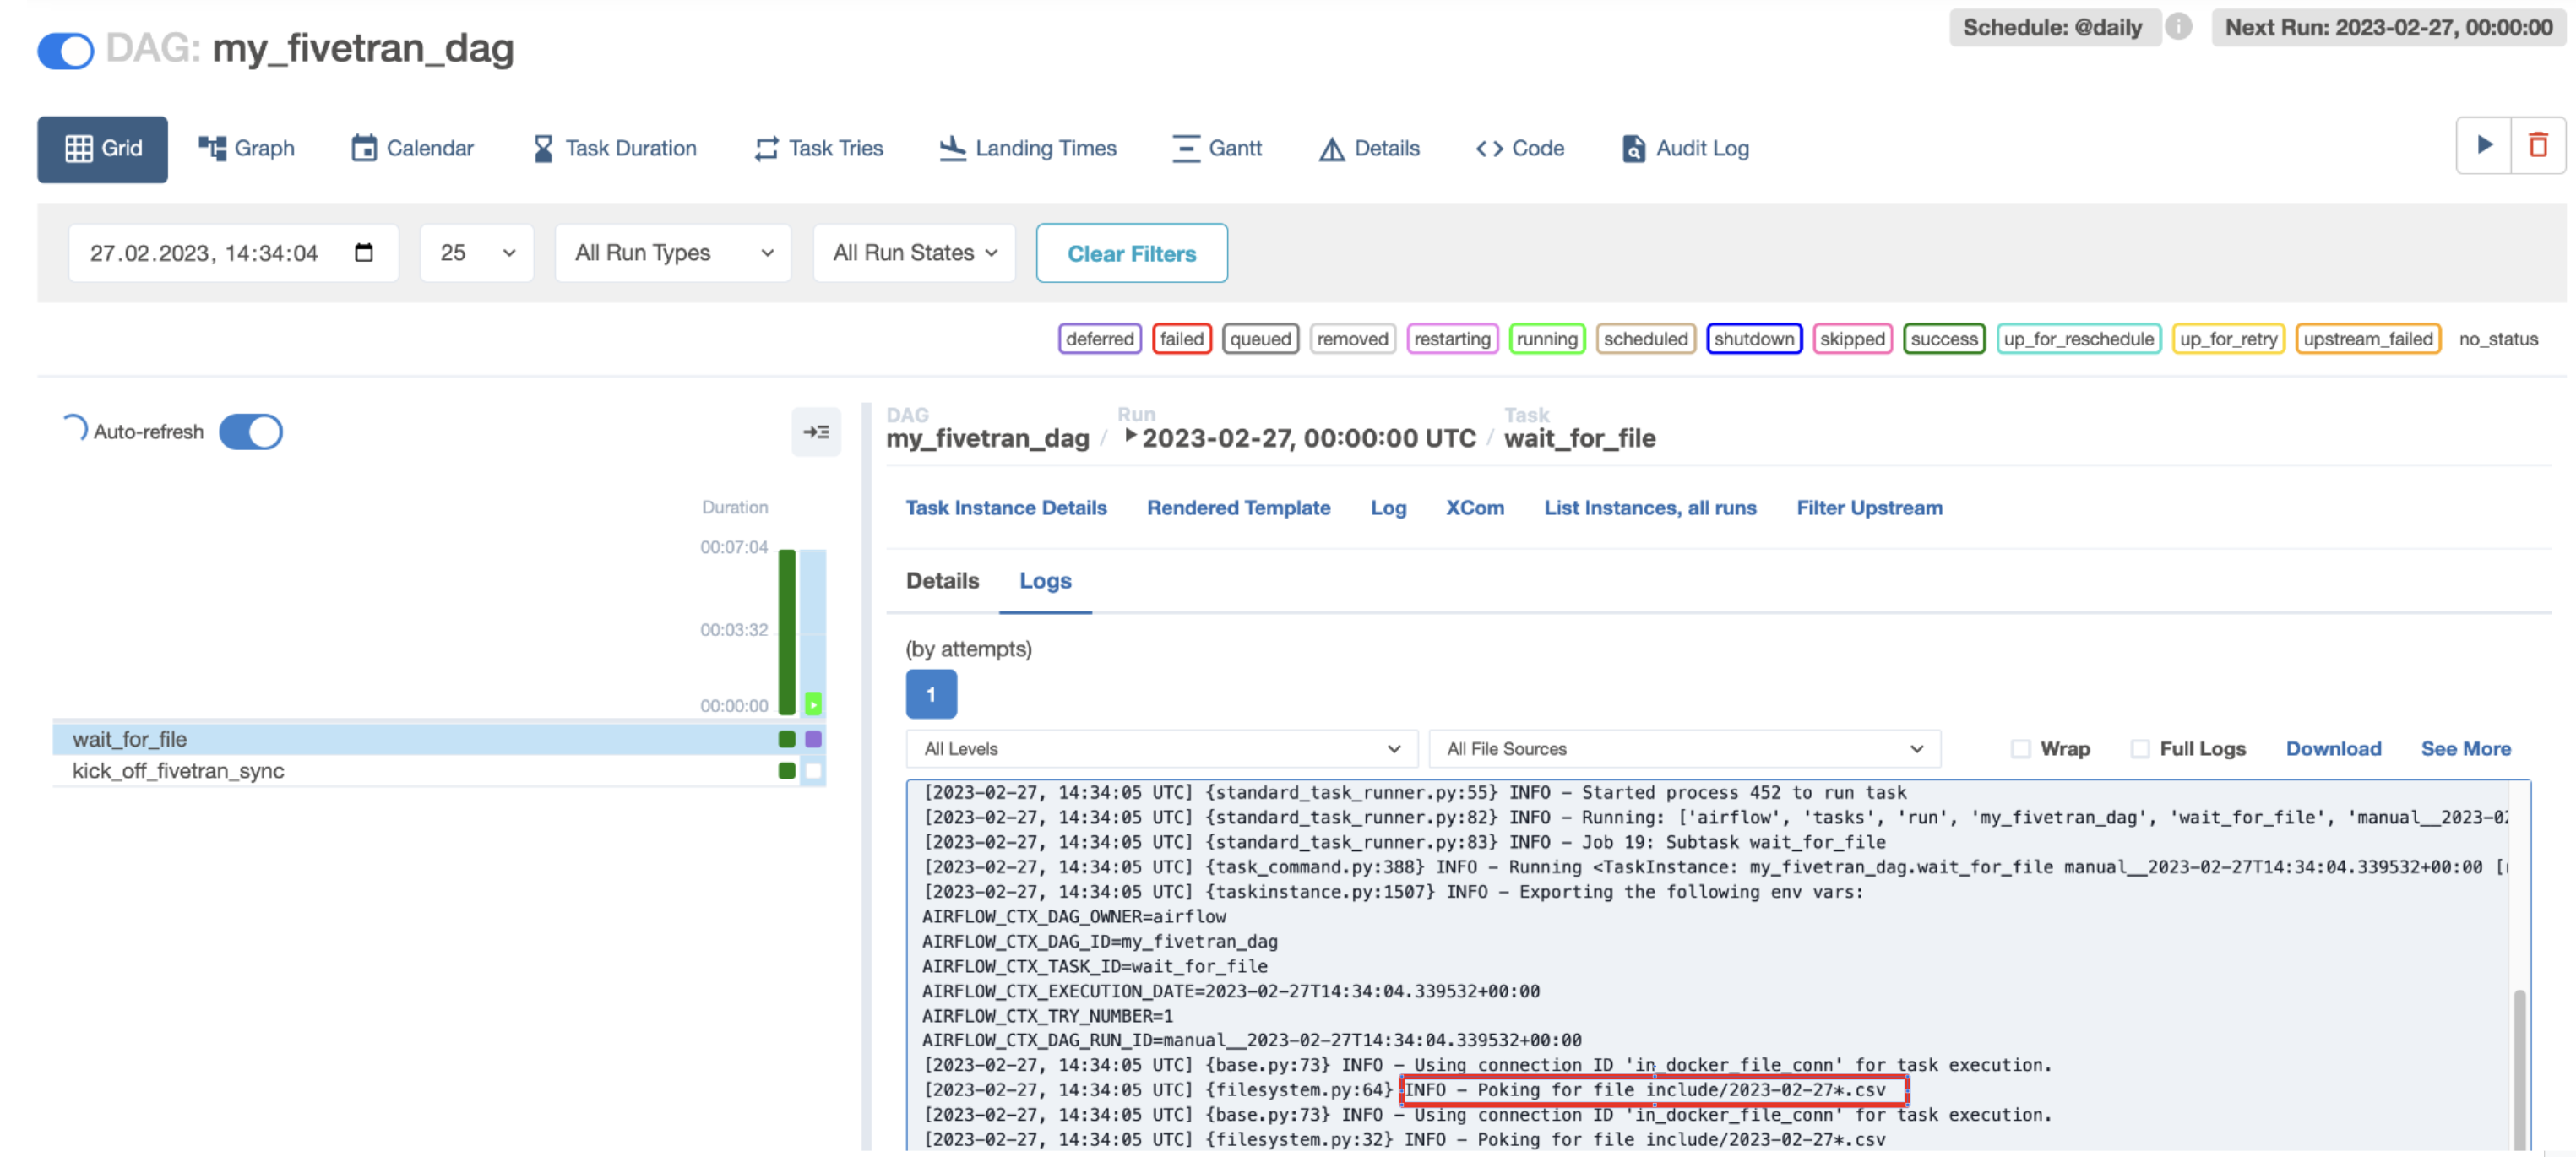 Schedule: @daily
Next Run: 2023-02-27, 00:00:00
DAG: my_fivetran_dag
Grid
Graph
Calendar
Task Duration
Task Tries
Landing Times
Gantt
Details
Code
Audit Log
27.02.2023, 14:34:04
25
All Run Types
All Run States
Clear Filters
deferred
failed
queued
removed
restarting
running
scheduled
shutdown
skipped
success
up_for_reschedule
up_for_retry
upstream_failed
no_status
Auto-refresh
Duration
00:07:04
00:03:32
00:00:00
wait_for_file
kick_off_fivetran_sync
DAG
my_fivetran_dag /
Run
2023-02-27, 00:00:00 UTC /
Task
wait_for_file
Task Instance Details
Rendered Template
Log
XCom
List Instances, all runs
Filter Upstream
Details
Logs
(by attempts)
1
All Levels
All File Sources
Wrap
Full Logs
Download
See More
[2023-02-27, 14:34:05 UTC] {standard_task_runner.py:55} INFO - Started process 452 to run task
[2023-02-27, 14:34:05 UTC] {standard_task_runner.py:82} INFO - Running: ['airflow', 'tasks', 'run', 'my_fivetran_dag', 'wait_for_file', 'manual__2023-02
[2023-02-27, 14:34:05 UTC] {standard_task_runner.py:83} INFO - Job 19: Subtask wait_for_file
[2023-02-27, 14:34:05 UTC] {task_command.py:388} INFO - Running <TaskInstance: my_fivetran_dag.wait_for_file manual__2023-02-27T14:34:04.339532+00:00 [
[2023-02-27, 14:34:05 UTC] {taskinstance.py:1507} INFO - Exporting the following env vars:
AIRFLOW_CTX_DAG_OWNER=airflow
AIRFLOW_CTX_DAG_ID=my_fivetran_dag
AIRFLOW_CTX_TASK_ID=wait_for_file
AIRFLOW_CTX_EXECUTION_DATE=2023-02-27T14:34:04.339532+00:00
AIRFLOW_CTX_TRY_NUMBER=1
AIRFLOW_CTX_DAG_RUN_ID=manual__2023-02-27T14:34:04.339532+00:00
[2023-02-27, 14:34:05 UTC] {base.py:73} INFO - Using connection ID 'in_docker_file_conn' for task execution.
[2023-02-27, 14:34:05 UTC] {filesystem.py:64} INFO - Poking for file include/2023-02-27*.csv
[2023-02-27, 14:34:05 UTC] {base.py:73} INFO - Using connection ID 'in_docker_file_conn' for task execution.
[2023-02-27, 14:34:05 UTC] {filesystem.py:32} INFO - Poking for file include/2023-02-27*.csv